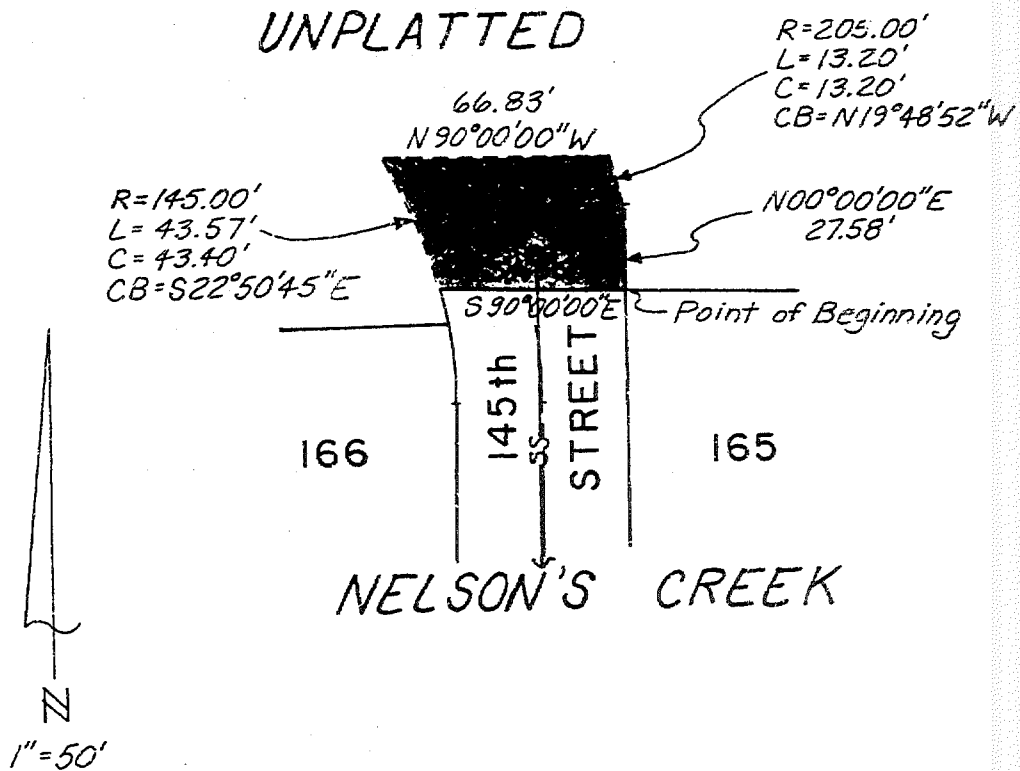 UNPLATTED
R=205.00'
L=13.20'
C=13.20'
CB=N19°48'52"W
66.83'
N90°00'00"W
R=145.00'
L=43.57'
C=43.40'
CB=S22°50'45"E
N00°00'00"E
27.58'
S90°00'00"E
Point of Beginning
145th
SS
STREET
166
165
NELSON'S CREEK
N
1"=50'